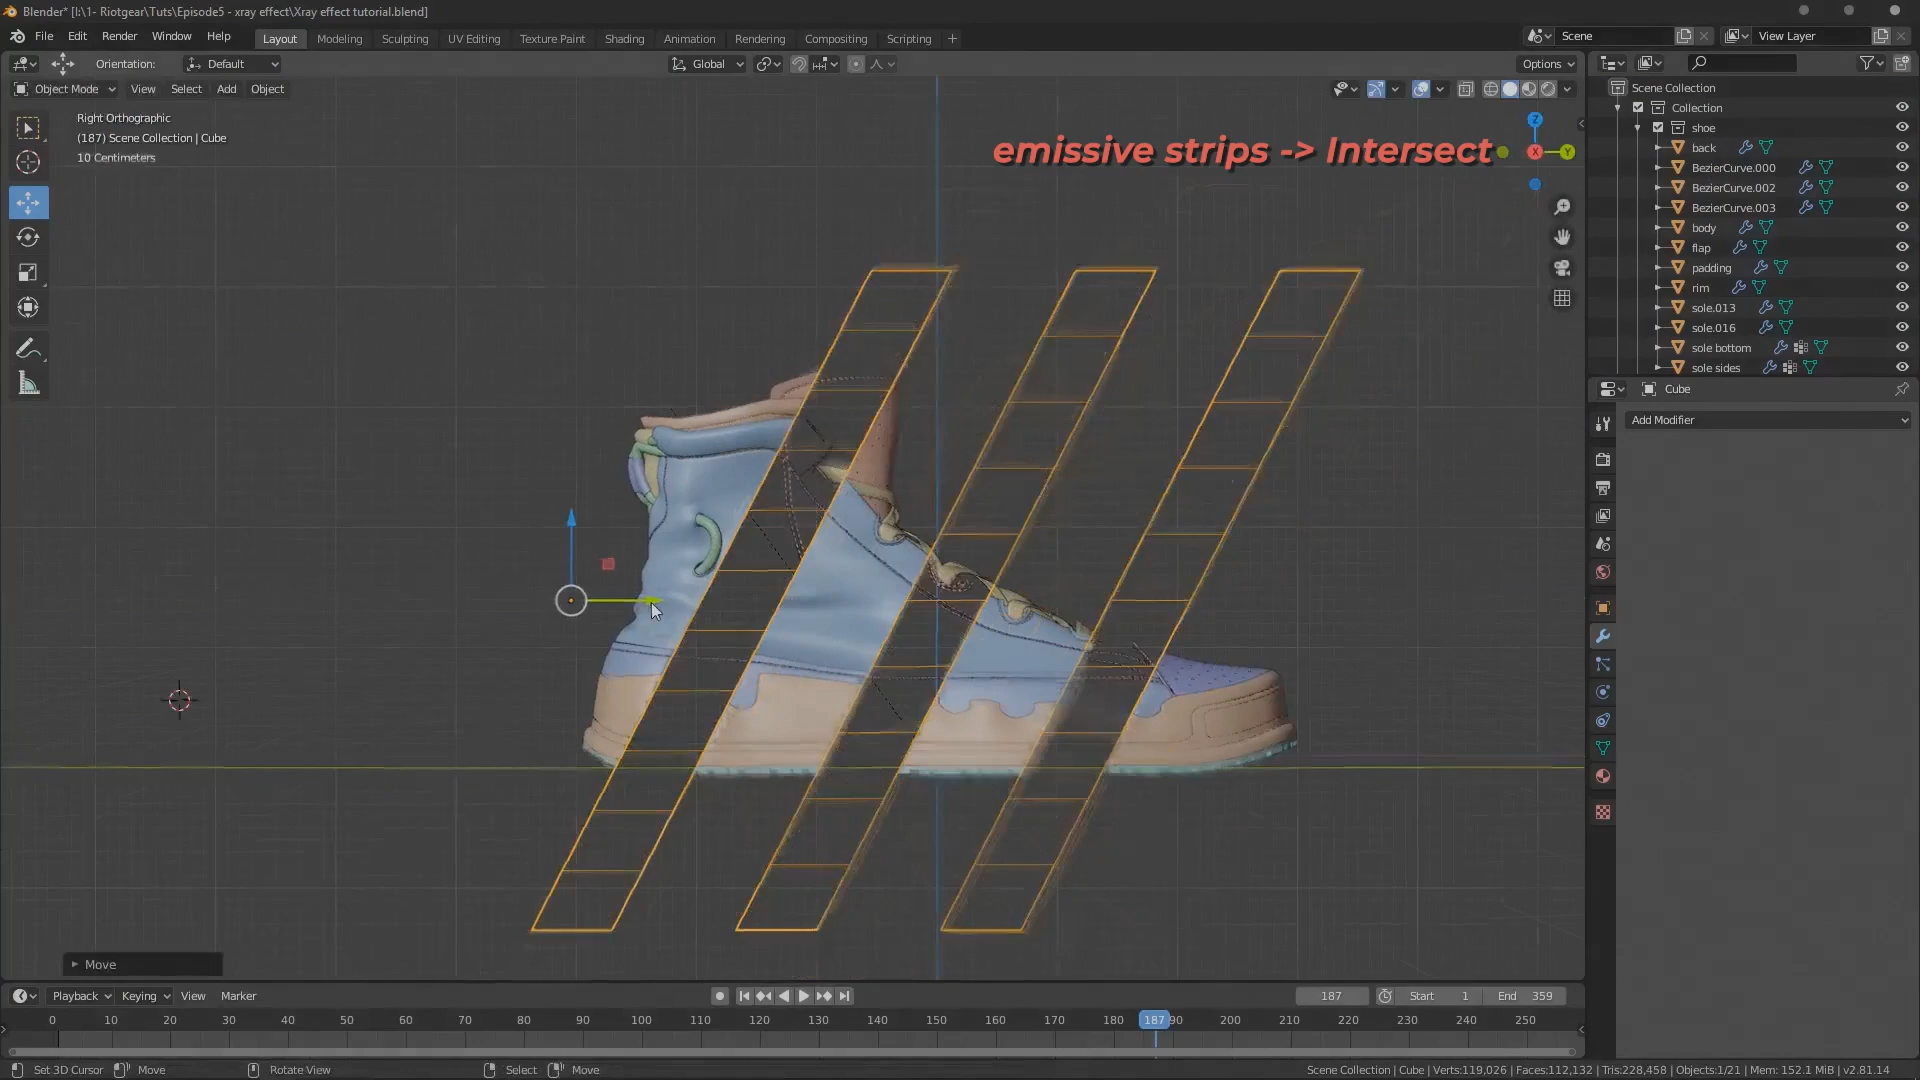 Blender* [I:\1- Riotgear\Tuts\Episode5 - xray effect\Xray effect tutorial.blend]
File Edit Render Window Help Layout Modeling Sculpting UV Editing Texture Paint Shading Animation Rendering Compositing Scripting + Scene View Layer
Orientation: Default Global Options
Object Mode View Select Add Object
Right Orthographic
(187) Scene Collection | Cube
10 Centimeters
emissive strips -> Intersect
Z
X
Y
Scene Collection
Collection
shoe
back
BezierCurve.000
BezierCurve.002
BezierCurve.003
body
flap
padding
rim
sole.013
sole.016
sole bottom
sole sides
Cube
Add Modifier
Move
Playback Keying View Marker 187 Start 1 End 359
0 10 20 30 40 50 60 70 80 90 100 110 120 130 140 150 160 170 180 187 90 200 210 220 230 240 250
Set 3D Cursor Move Rotate View Select Move Scene Collection | Cube | Verts:119,026 | Faces:112,132 | Tris:228,458 | Objects:1/21 | Mem: 152.1 MiB | v2.81.14